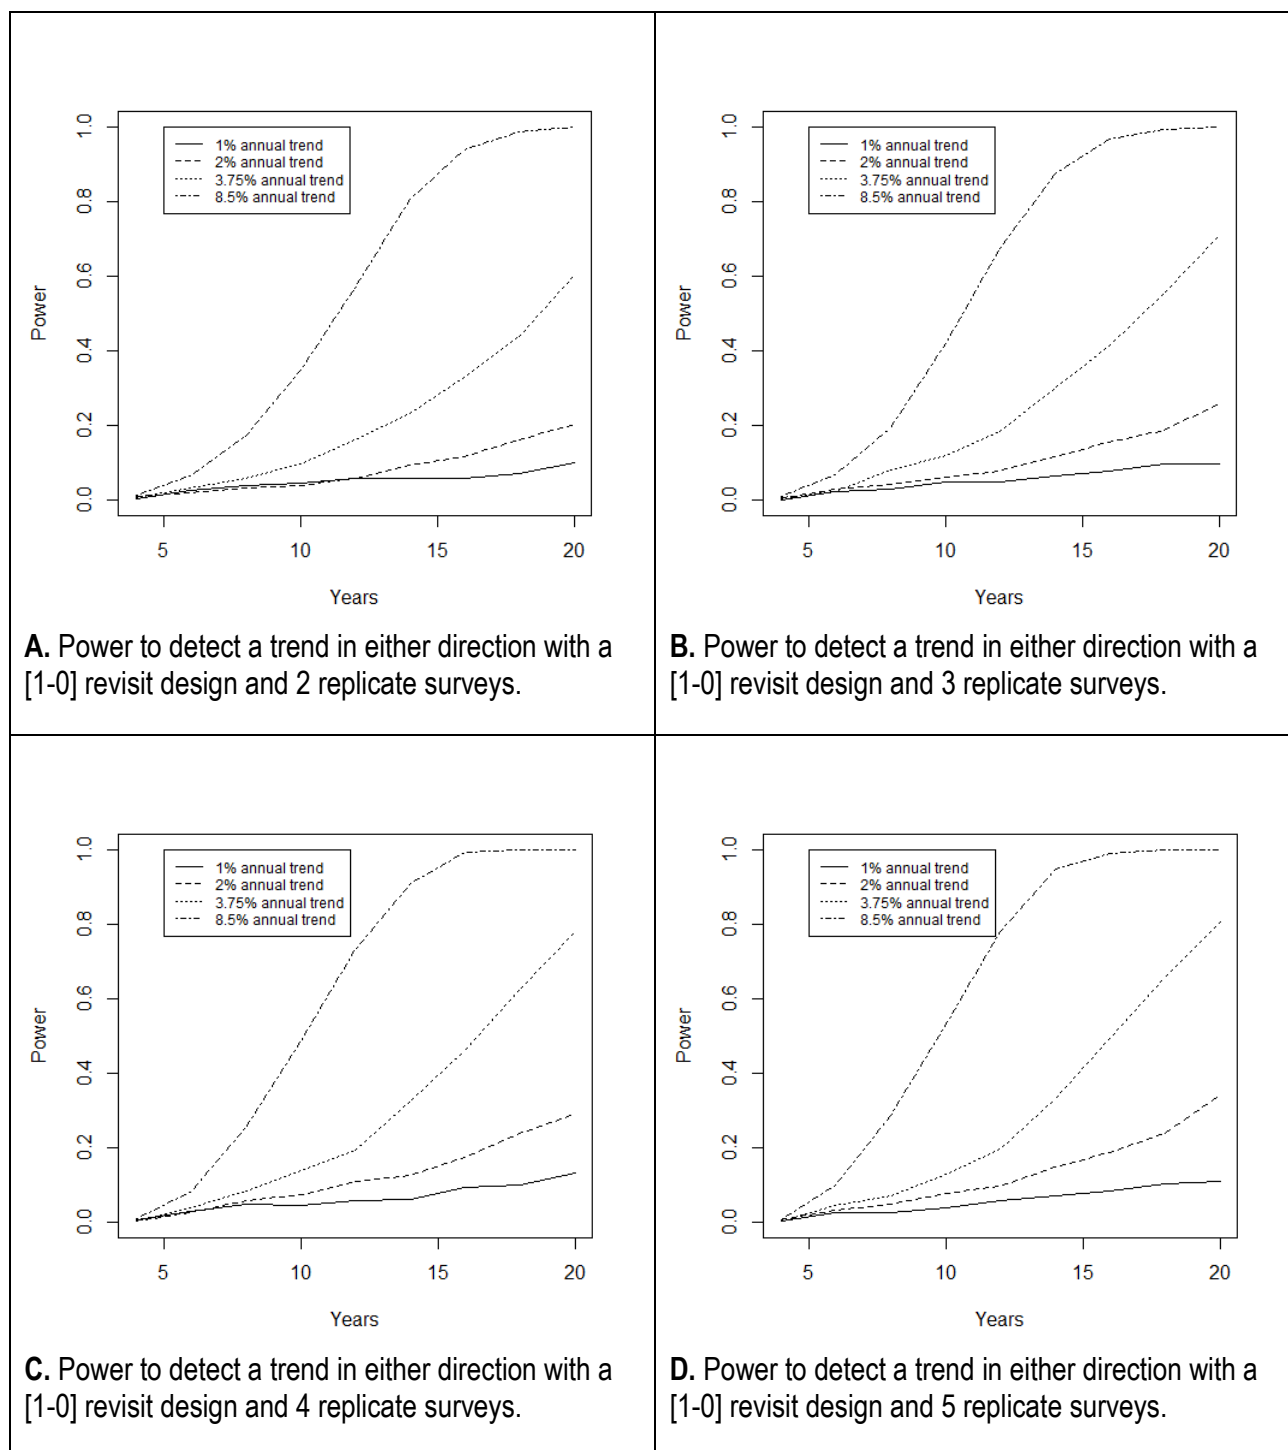 1.0
0.8
0.6
0.4
0.2
0.0
Power
1% annual trend
2% annual trend
3.75% annual trend
8.5% annual trend
5 10 15 20
Years
A. Power to detect a trend in either direction with a
[1-0] revisit design and 2 replicate surveys.
1.0
0.8
0.6
0.4
0.2
0.0
Power
1% annual trend
2% annual trend
3.75% annual trend
8.5% annual trend
5 10 15 20
Years
B. Power to detect a trend in either direction with a
[1-0] revisit design and 3 replicate surveys.
1.0
0.8
0.6
0.4
0.2
0.0
Power
1% annual trend
2% annual trend
3.75% annual trend
8.5% annual trend
5 10 15 20
Years
C. Power to detect a trend in either direction with a
[1-0] revisit design and 4 replicate surveys.
1.0
0.8
0.6
0.4
0.2
0.0
Power
1% annual trend
2% annual trend
3.75% annual trend
8.5% annual trend
5 10 15 20
Years
D. Power to detect a trend in either direction with a
[1-0] revisit design and 5 replicate surveys.